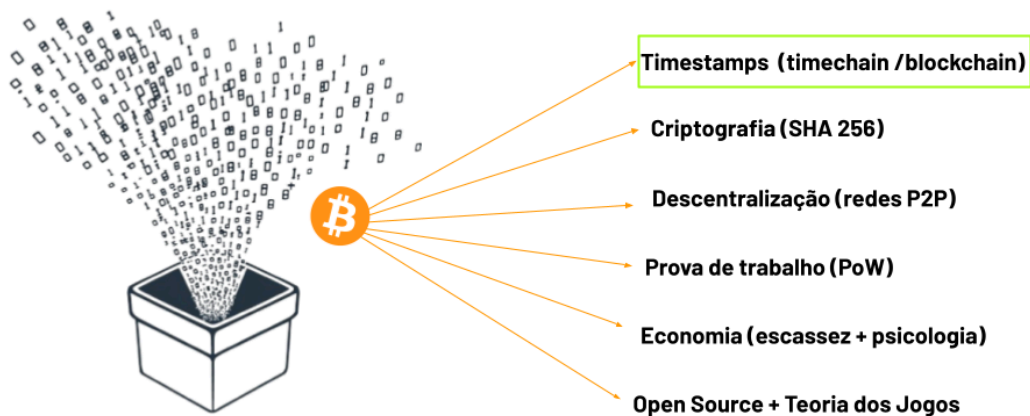 Timestamps (timechain /blockchain)
Criptografia (SHA 256)
Descentralização (redes P2P)
Prova de trabalho (PoW)
Economia (escassez + psicologia)
Open Source + Teoria dos Jogos